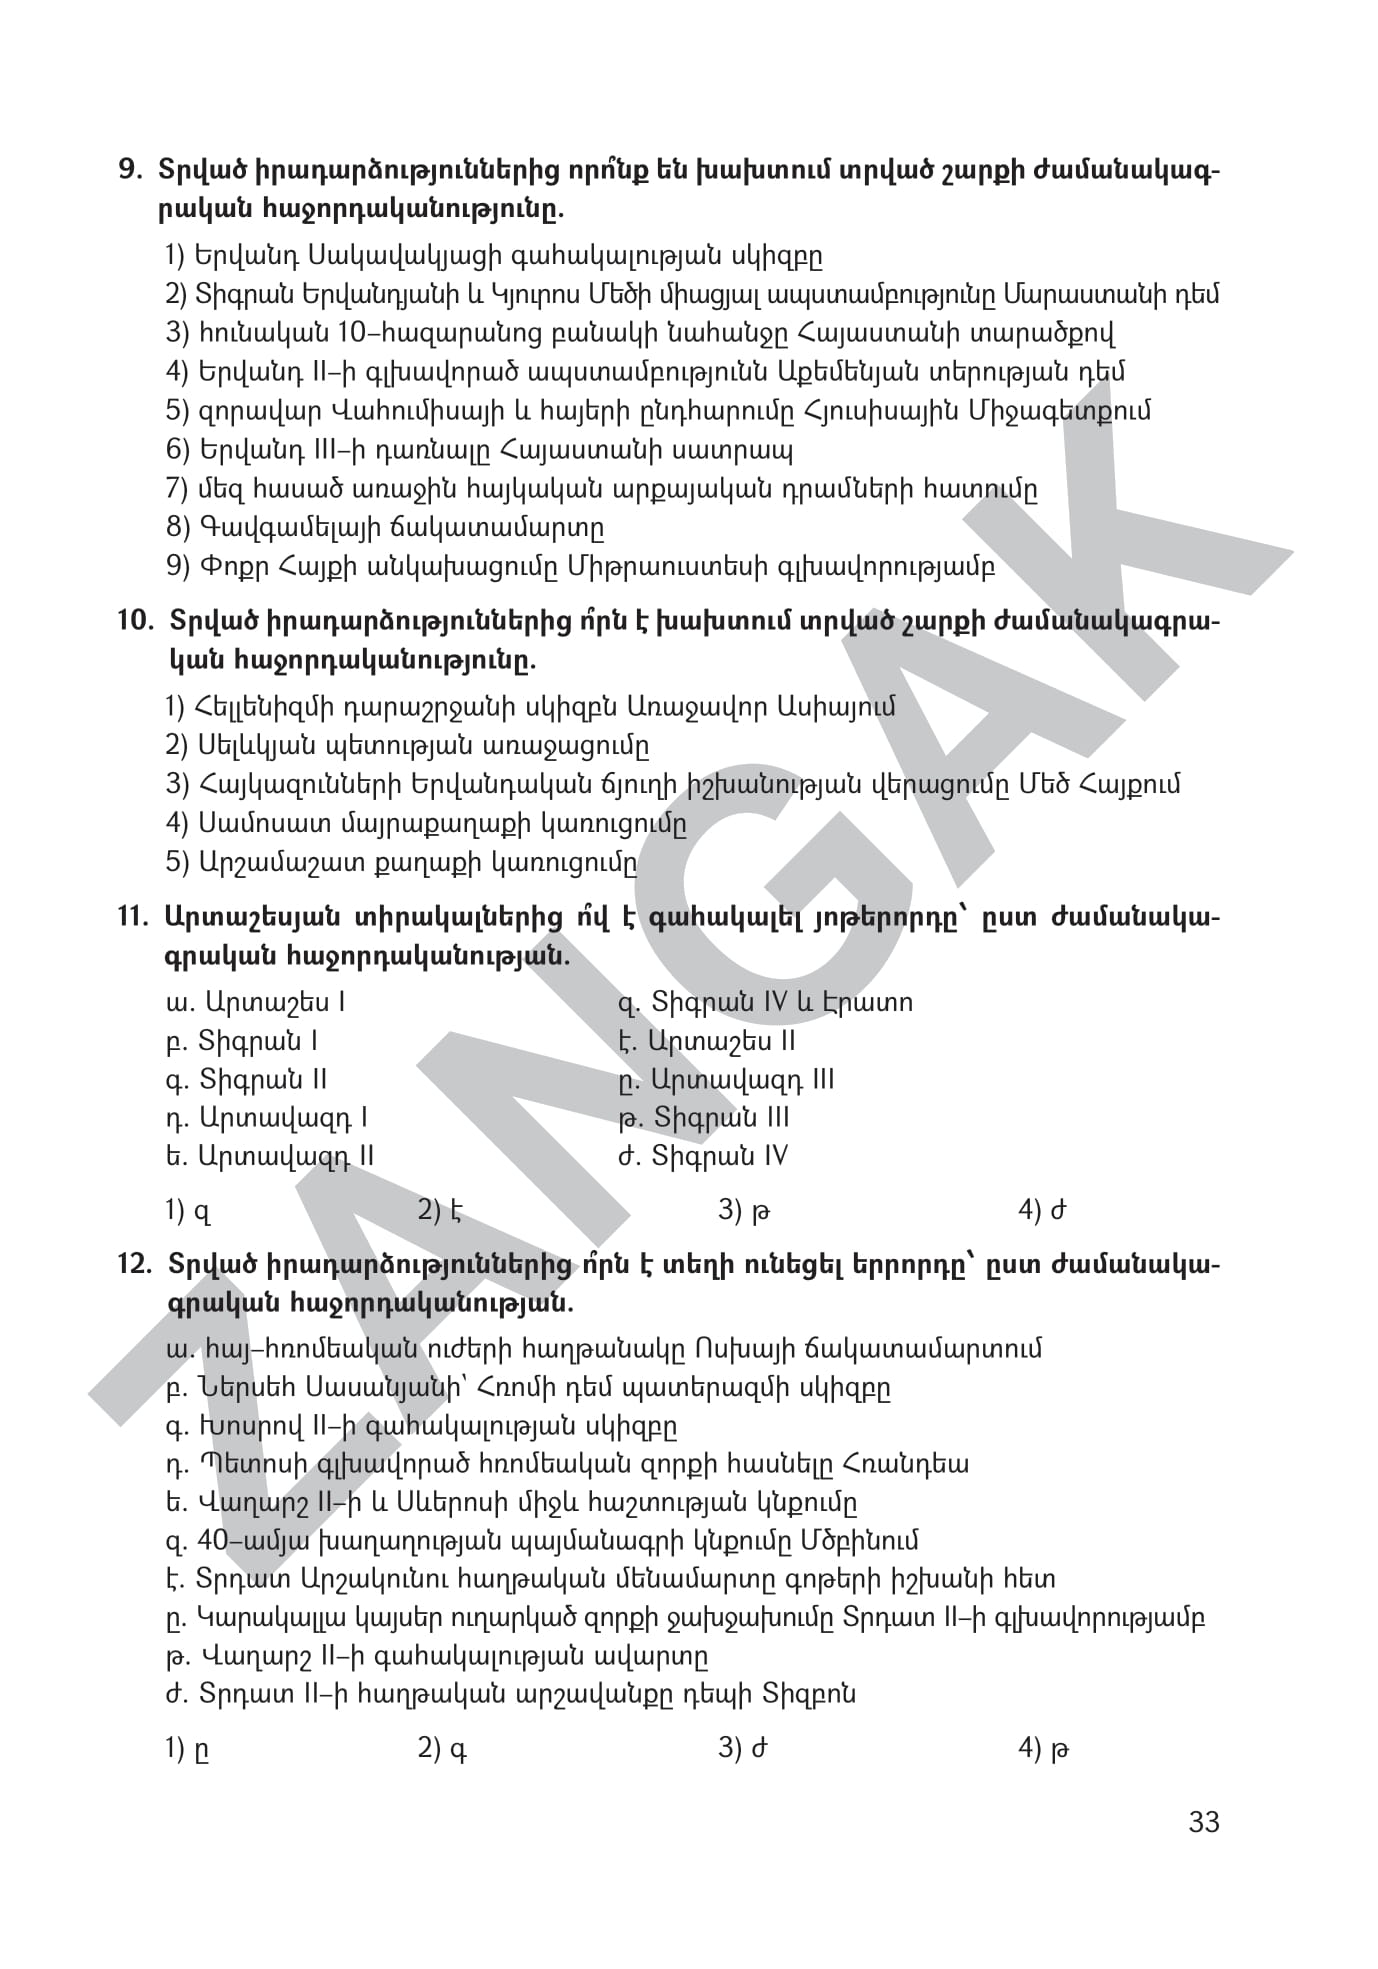 9. Տրված իրադարձություններից որո՞նք են խախտում տրված շարքի ժամանակագ-
րական հաջորդականությունը.
1) Երվանդ Սակավակյացի գահակալության սկիզբը
2) Տիգրան Երվանդյանի և Կյուրոս Մեծի միացյալ ապստամբությունը Մարաստանի դեմ
3) հունական 10–հազարանոց բանակի նահանջը Հայաստանի տարածքով
4) Երվանդ II–ի գլխավորած ապստամբությունն Աքեմենյան տերության դեմ
5) զորավար Վահումիսայի և հայերի ընդհարումը Հյուսիսային Միջագետքում
6) Երվանդ III–ի դառնալը Հայաստանի սատրապ
7) մեզ հասած առաջին հայկական արքայական դրամների հատումը
8) Գավգամելայի ճակատամարտը
9) Փոքր Հայքի անկախացումը Միթրաուստեսի գլխավորությամբ
10. Տրված իրադարձություններից ո՞րն է խախտում տրված շարքի ժամանակագրա-
կան հաջորդականությունը.
1) Հելլենիզմի դարաշրջանի սկիզբն Առաջավոր Ասիայում
2) Սելևկյան պետության առաջացումը
3) Հայկազունների Երվանդական ճյուղի իշխանության վերացումը Մեծ Հայքում
4) Սամոսատ մայրաքաղաքի կառուցումը
5) Արշամաշատ քաղաքի կառուցումը
11. Արտաշեսյան տիրակալներից ո՞վ է գահակալել յոթերորդը՝ ըստ ժամանակա-
գրական հաջորդականության.
ա. Արտաշես I
բ. Տիգրան I
գ. Տիգրան II
դ. Արտավազդ I
ե. Արտավազդ II
զ. Տիգրան IV և Էրատո
է. Արտաշես II
ը. Արտավազդ III
թ. Տիգրան III
ժ. Տիգրան IV
1) զ 2) է 3) թ 4) ժ
12. Տրված իրադարձություններից ո՞րն է տեղի ունեցել երրորդը՝ ըստ ժամանակա-
գրական հաջորդականության.
ա. հայ–հռոմեական ուժերի հաղթանակը Ոսխայի ճակատամարտում
բ. Ներսեհ Սասանյանի՝ Հռոմի դեմ պատերազմի սկիզբը
գ. Խոսրով II–ի գահակալության սկիզբը
դ. Պետոսի գլխավորած հռոմեական զորքի հասնելը Հռանդեա
ե. Վաղարշ II–ի և Սևերոսի միջև հաշտության կնքումը
զ. 40–ամյա խաղաղության պայմանագրի կնքումը Մծբինում
է. Տրդատ Արշակունու հաղթական մենամարտը գոթերի իշխանի հետ
ը. Կարակալլա կայսեր ուղարկած զորքի ջախջախումը Տրդատ II–ի գլխավորությամբ
թ. Վաղարշ II–ի գահակալության ավարտը
ժ. Տրդատ II–ի հաղթական արշավանքը դեպի Տիզբոն
1) ը 2) գ 3) ժ 4) թ
33
ZANGAK